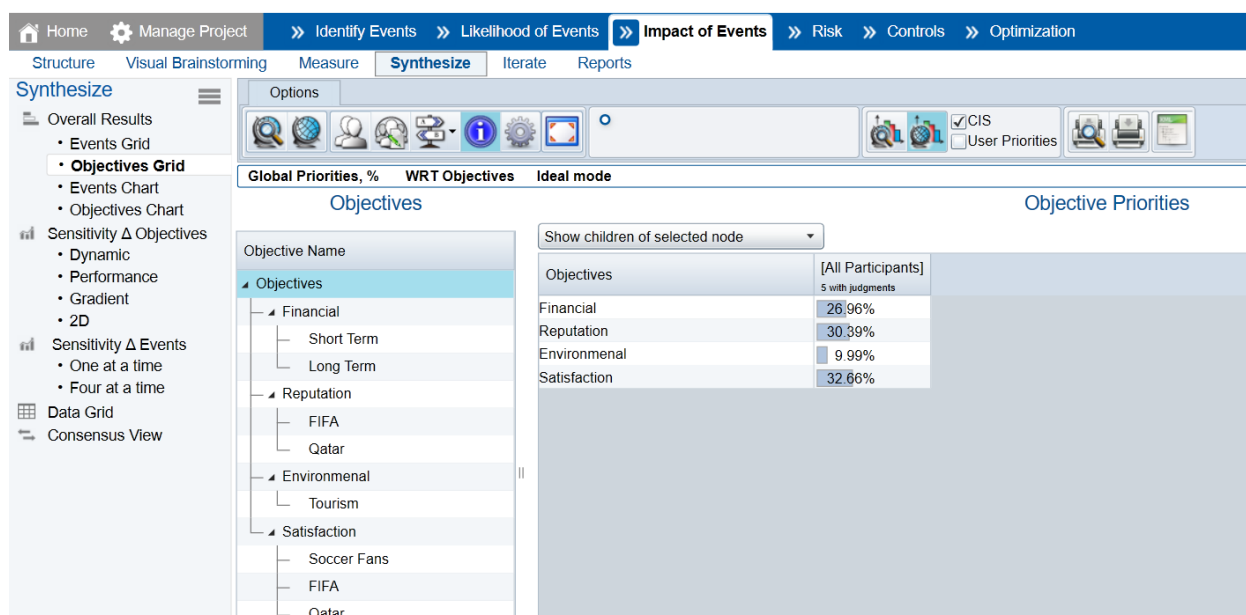 Home Manage Project Identify Events Likelihood of Events Impact of Events Risk Controls Optimization
Structure Visual Brainstorming Measure Synthesize Iterate Reports
Synthesize
Overall Results
• Events Grid
• Objectives Grid
• Events Chart
• Objectives Chart
Sensitivity Δ Objectives
• Dynamic
• Performance
• Gradient
• 2D
Sensitivity Δ Events
• One at a time
• Four at a time
Data Grid
Consensus View
Options
CIS
User Priorities
Global Priorities, % WRT Objectives Ideal mode
Objectives
Objective Name
Objectives
Financial
Short Term
Long Term
Reputation
FIFA
Qatar
Environmenal
Tourism
Satisfaction
Soccer Fans
FIFA
Qatar
Objective Priorities
Show children of selected node
Objectives [All Participants]
5 with judgments
Financial 26.96%
Reputation 30.39%
Environmenal 9.99%
Satisfaction 32.66%